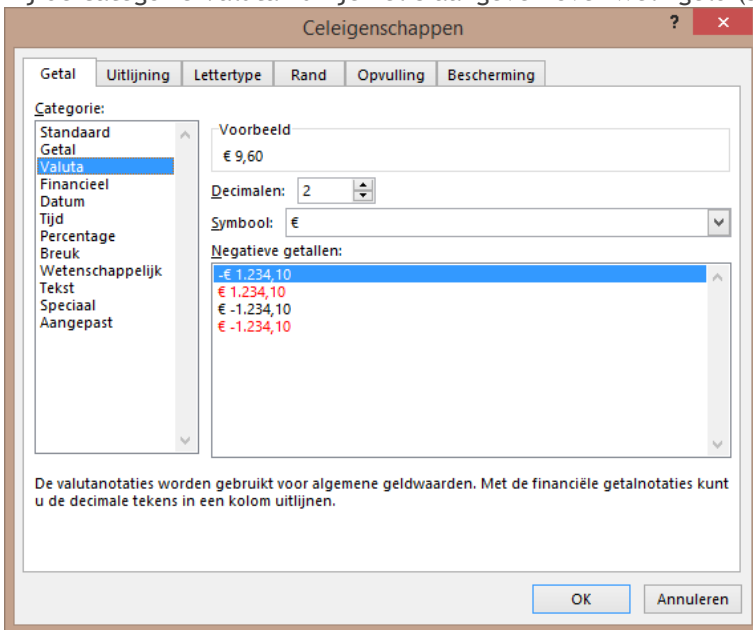 Celeigenschappen ?
Getal Uitlijning Lettertype Rand Opvulling Bescherming
Categorie:
Standaard
Getal
Valuta
Financieel
Datum
Tijd
Percentage
Breuk
Wetenschappelijk
Tekst
Speciaal
Aangepast
Voorbeeld
€ 9,60
Decimalen: 2
Symbool: €
Negatieve getallen:
-€ 1.234,10
€ 1.234,10
€ -1.234,10
€ -1.234,10
De valutanotaties worden gebruikt voor algemene geldwaarden. Met de financiële getalnotaties kunt
u de decimale tekens in een kolom uitlijnen.
OK Annuleren